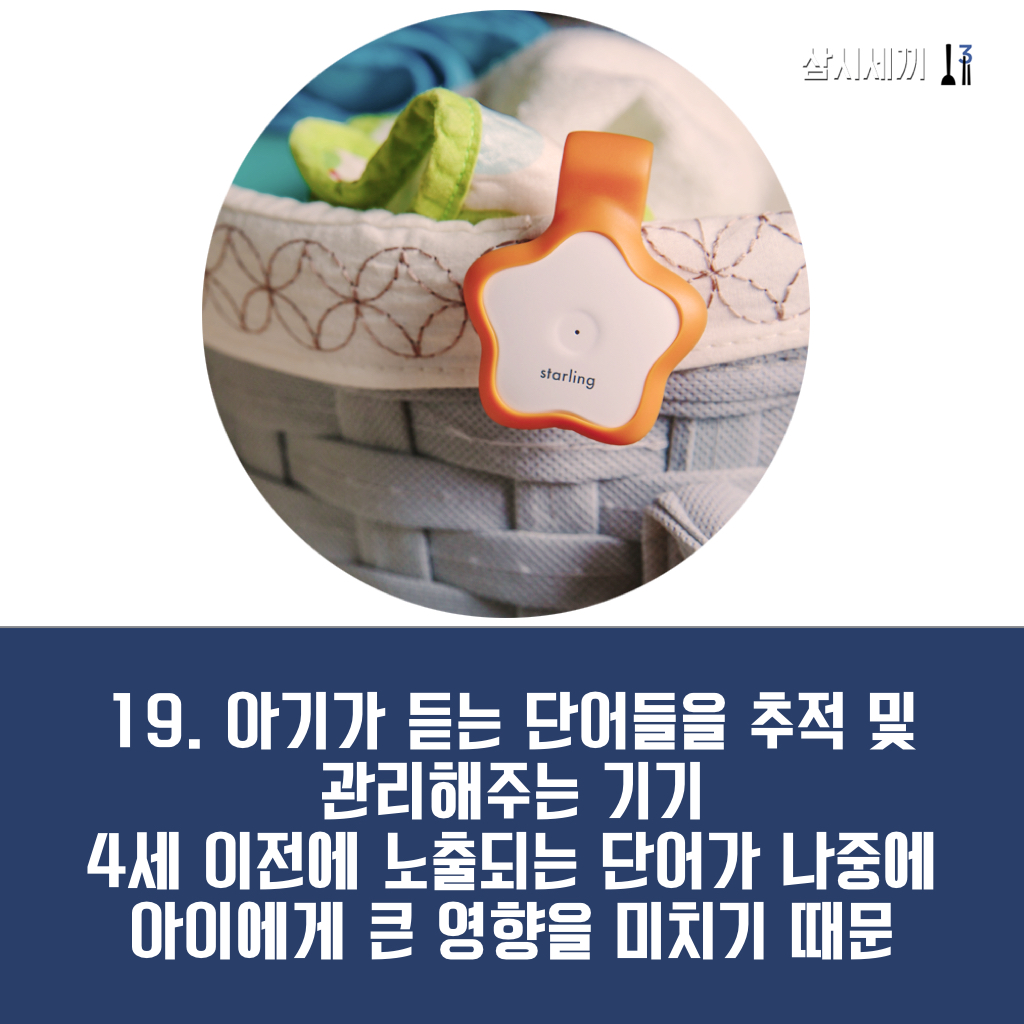 삼시세끼 3
starling
19. 아기가 듣는 단어들을 추적 및
관리해주는 기기
4세 이전에 노출되는 단어가 나중에
아이에게 큰 영향을 미치기 때문